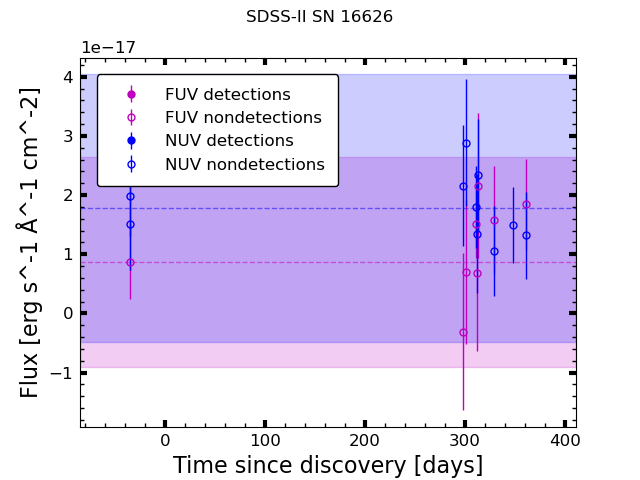 SDSS-II SN 16626
1e−17
FUV detections
FUV nondetections
NUV detections
NUV nondetections
4
3
2
1
0
−1
Flux [erg s^-1 Å^-1 cm^-2]
0 100 200 300 400
Time since discovery [days]